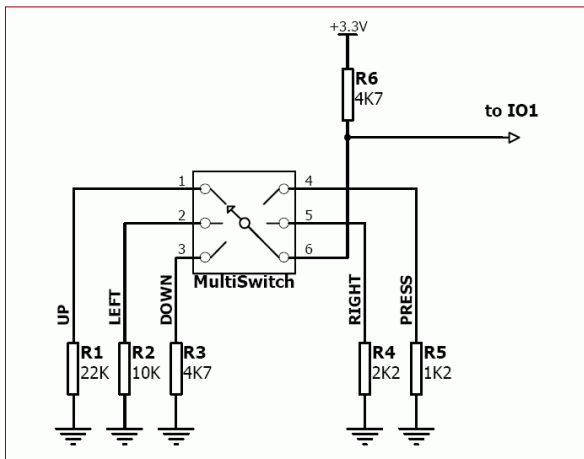 +3.3V
R6
4K7
to IO1
1
2
3
4
5
6
MultiSwitch
UP
LEFT
DOWN
RIGHT
PRESS
R1
22K
R2
10K
R3
4K7
R4
2K2
R5
1K2